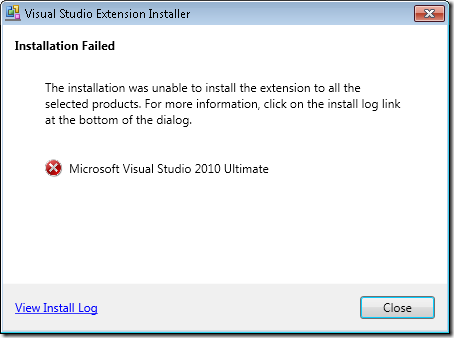 Visual Studio Extension Installer
Installation Failed
The installation was unable to install the extension to all the
selected products. For more information, click on the install log link
at the bottom of the dialog.
Microsoft Visual Studio 2010 Ultimate
View Install Log
Close